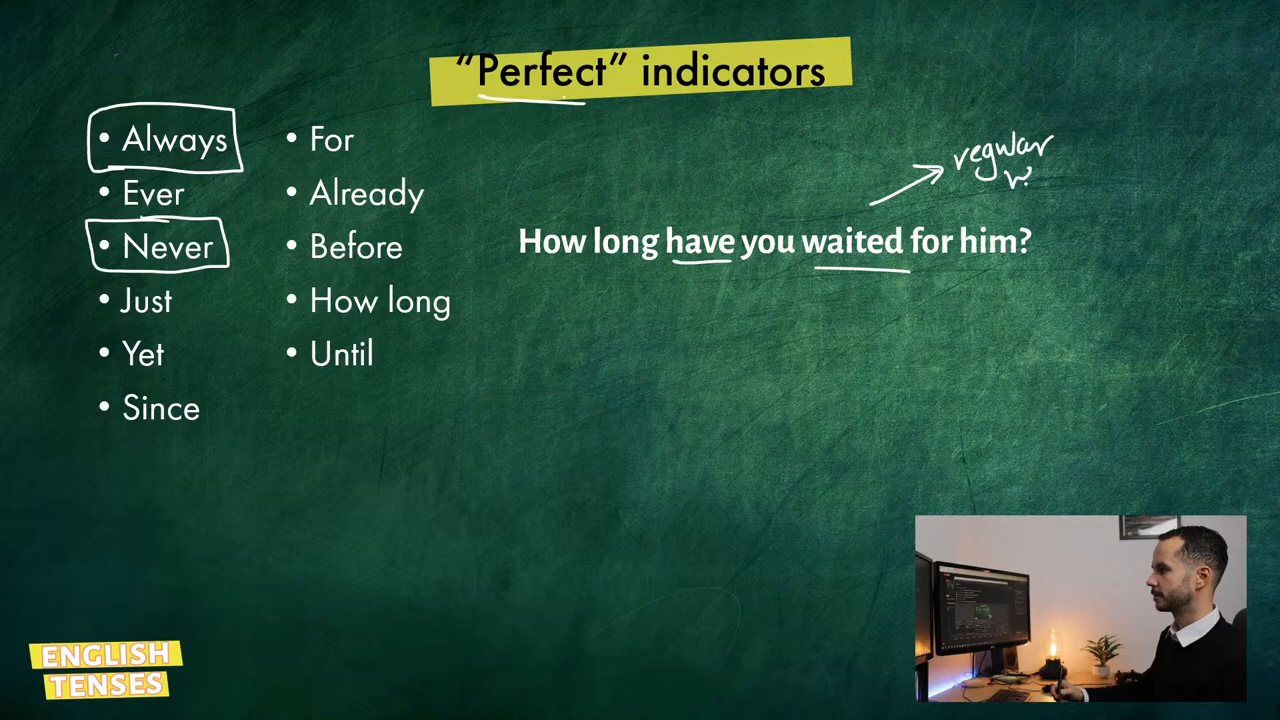 “Perfect” indicators
• Always
• Ever
• Never
• Just
• Yet
• Since
• For
• Already
• Before
• How long
• Until
regular
How long have you waited for him?
ENGLISH
TENSES